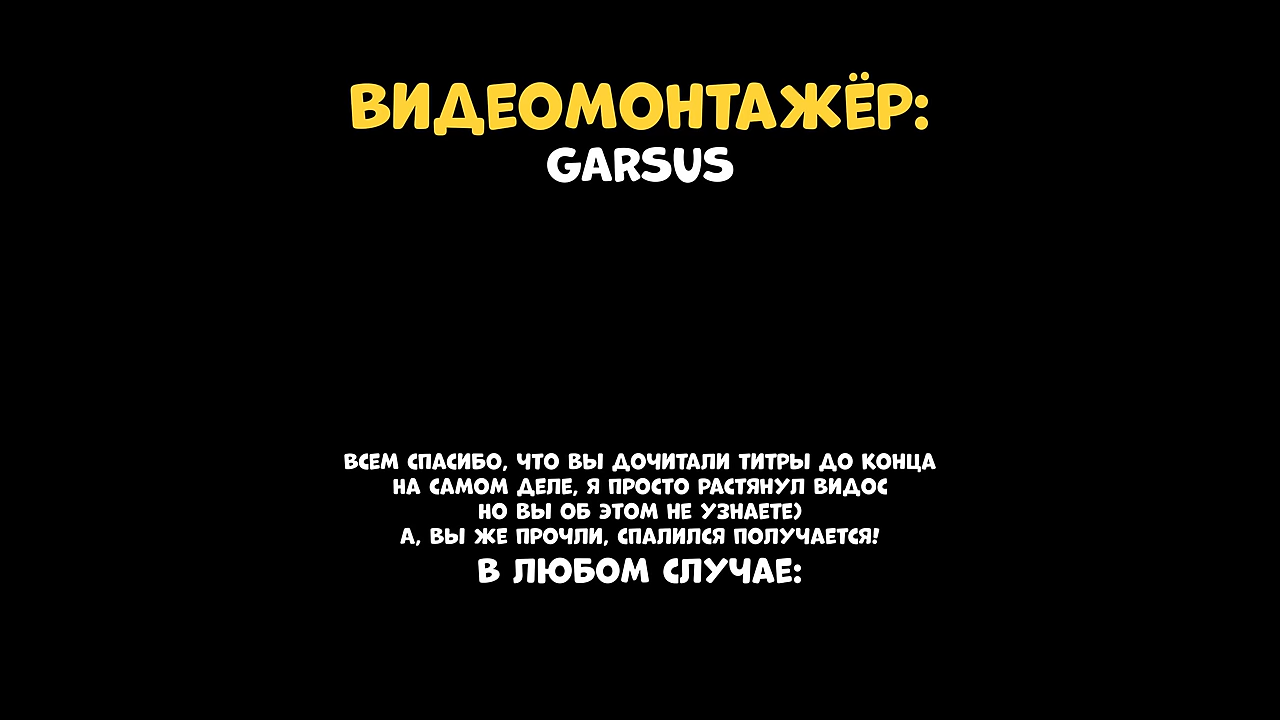 ВИДЕОМОНТАЖЁР:
GARSUS
ВСЕМ СПАСИБО, ЧТО ВЫ ДОЧИТАЛИ ТИТРЫ ДО КОНЦА
НА САМОМ ДЕЛЕ, Я ПРОСТО РАСТЯНУЛ ВИДОС
НО ВЫ ОБ ЭТОМ НЕ УЗНАЕТЕ)
А, ВЫ ЖЕ ПРОЧЛИ, СПАЛИЛСЯ ПОЛУЧАЕТСЯ!
В ЛЮБОМ СЛУЧАЕ: